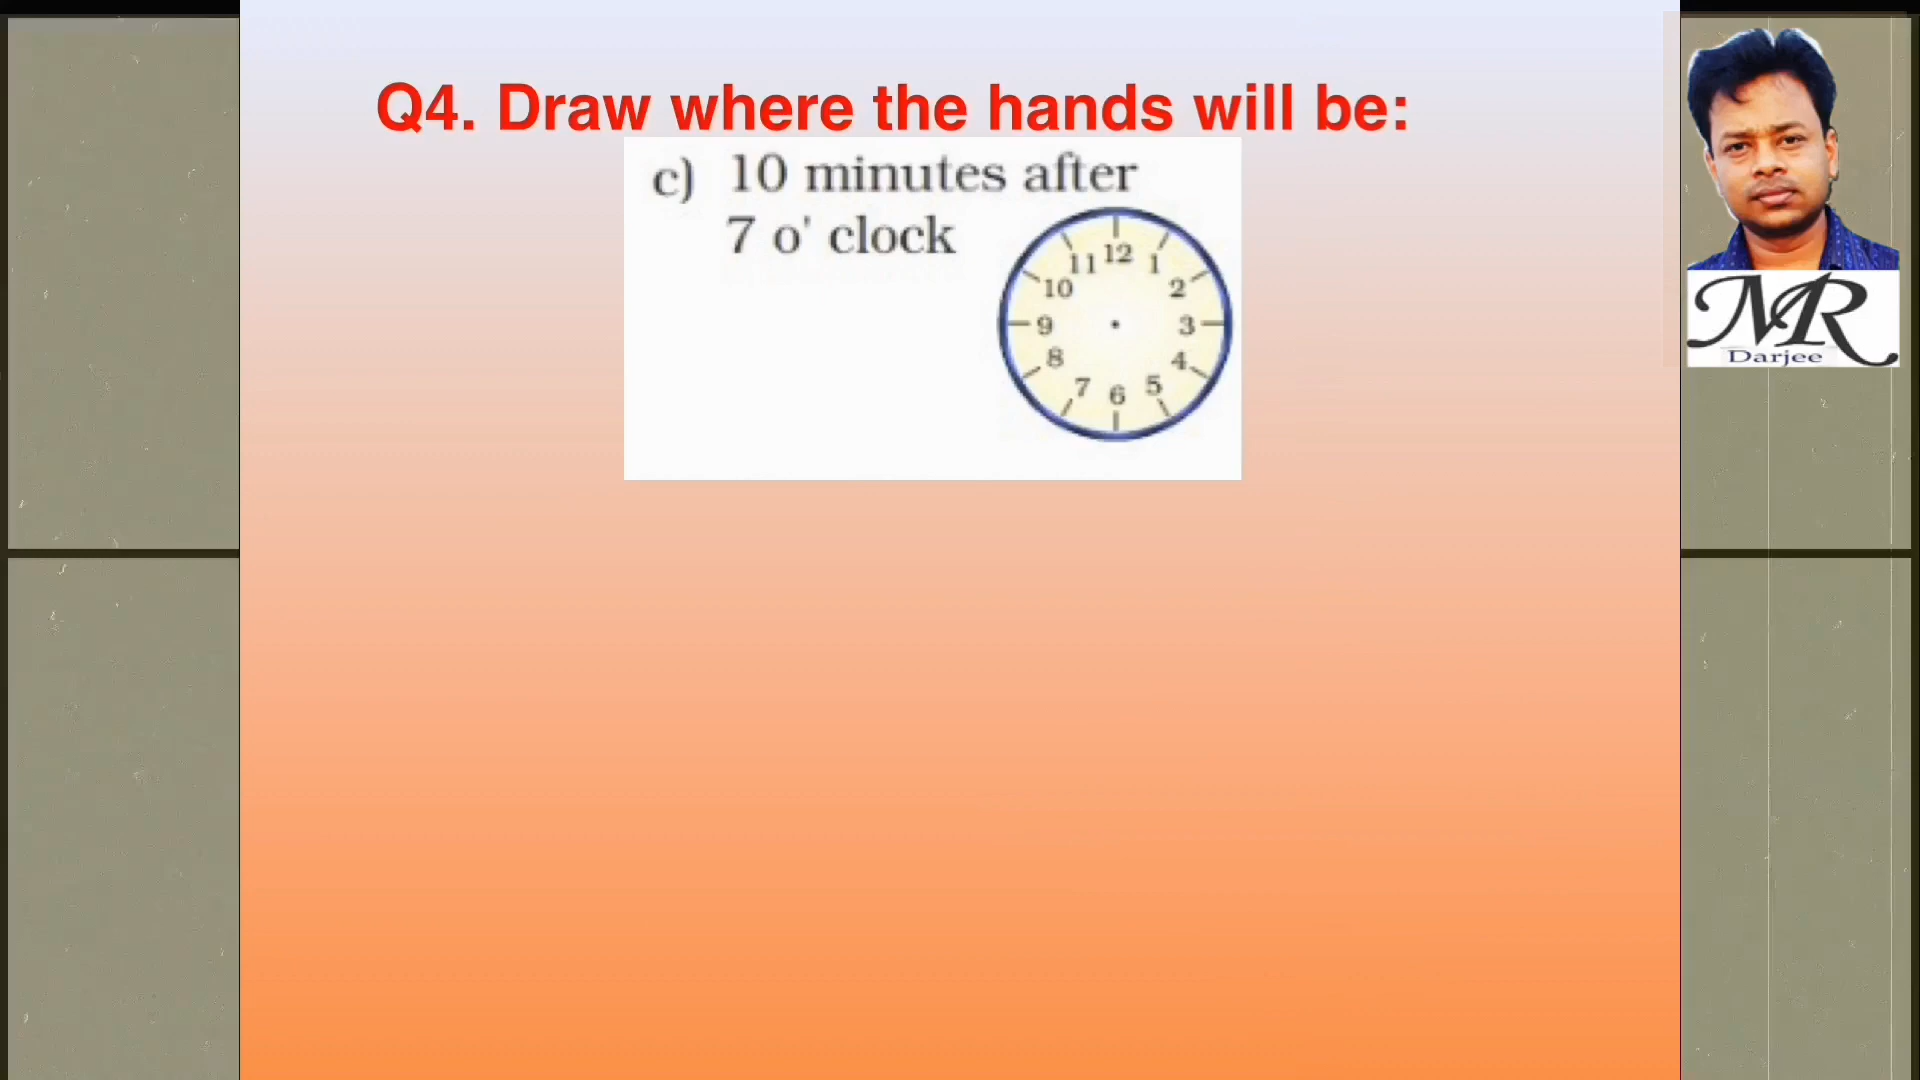 Q4. Draw where the hands will be:
c) 10 minutes after
7 o' clock
12
11 1
10 2
9 3
8 4
7 5
6
MR
Darjee